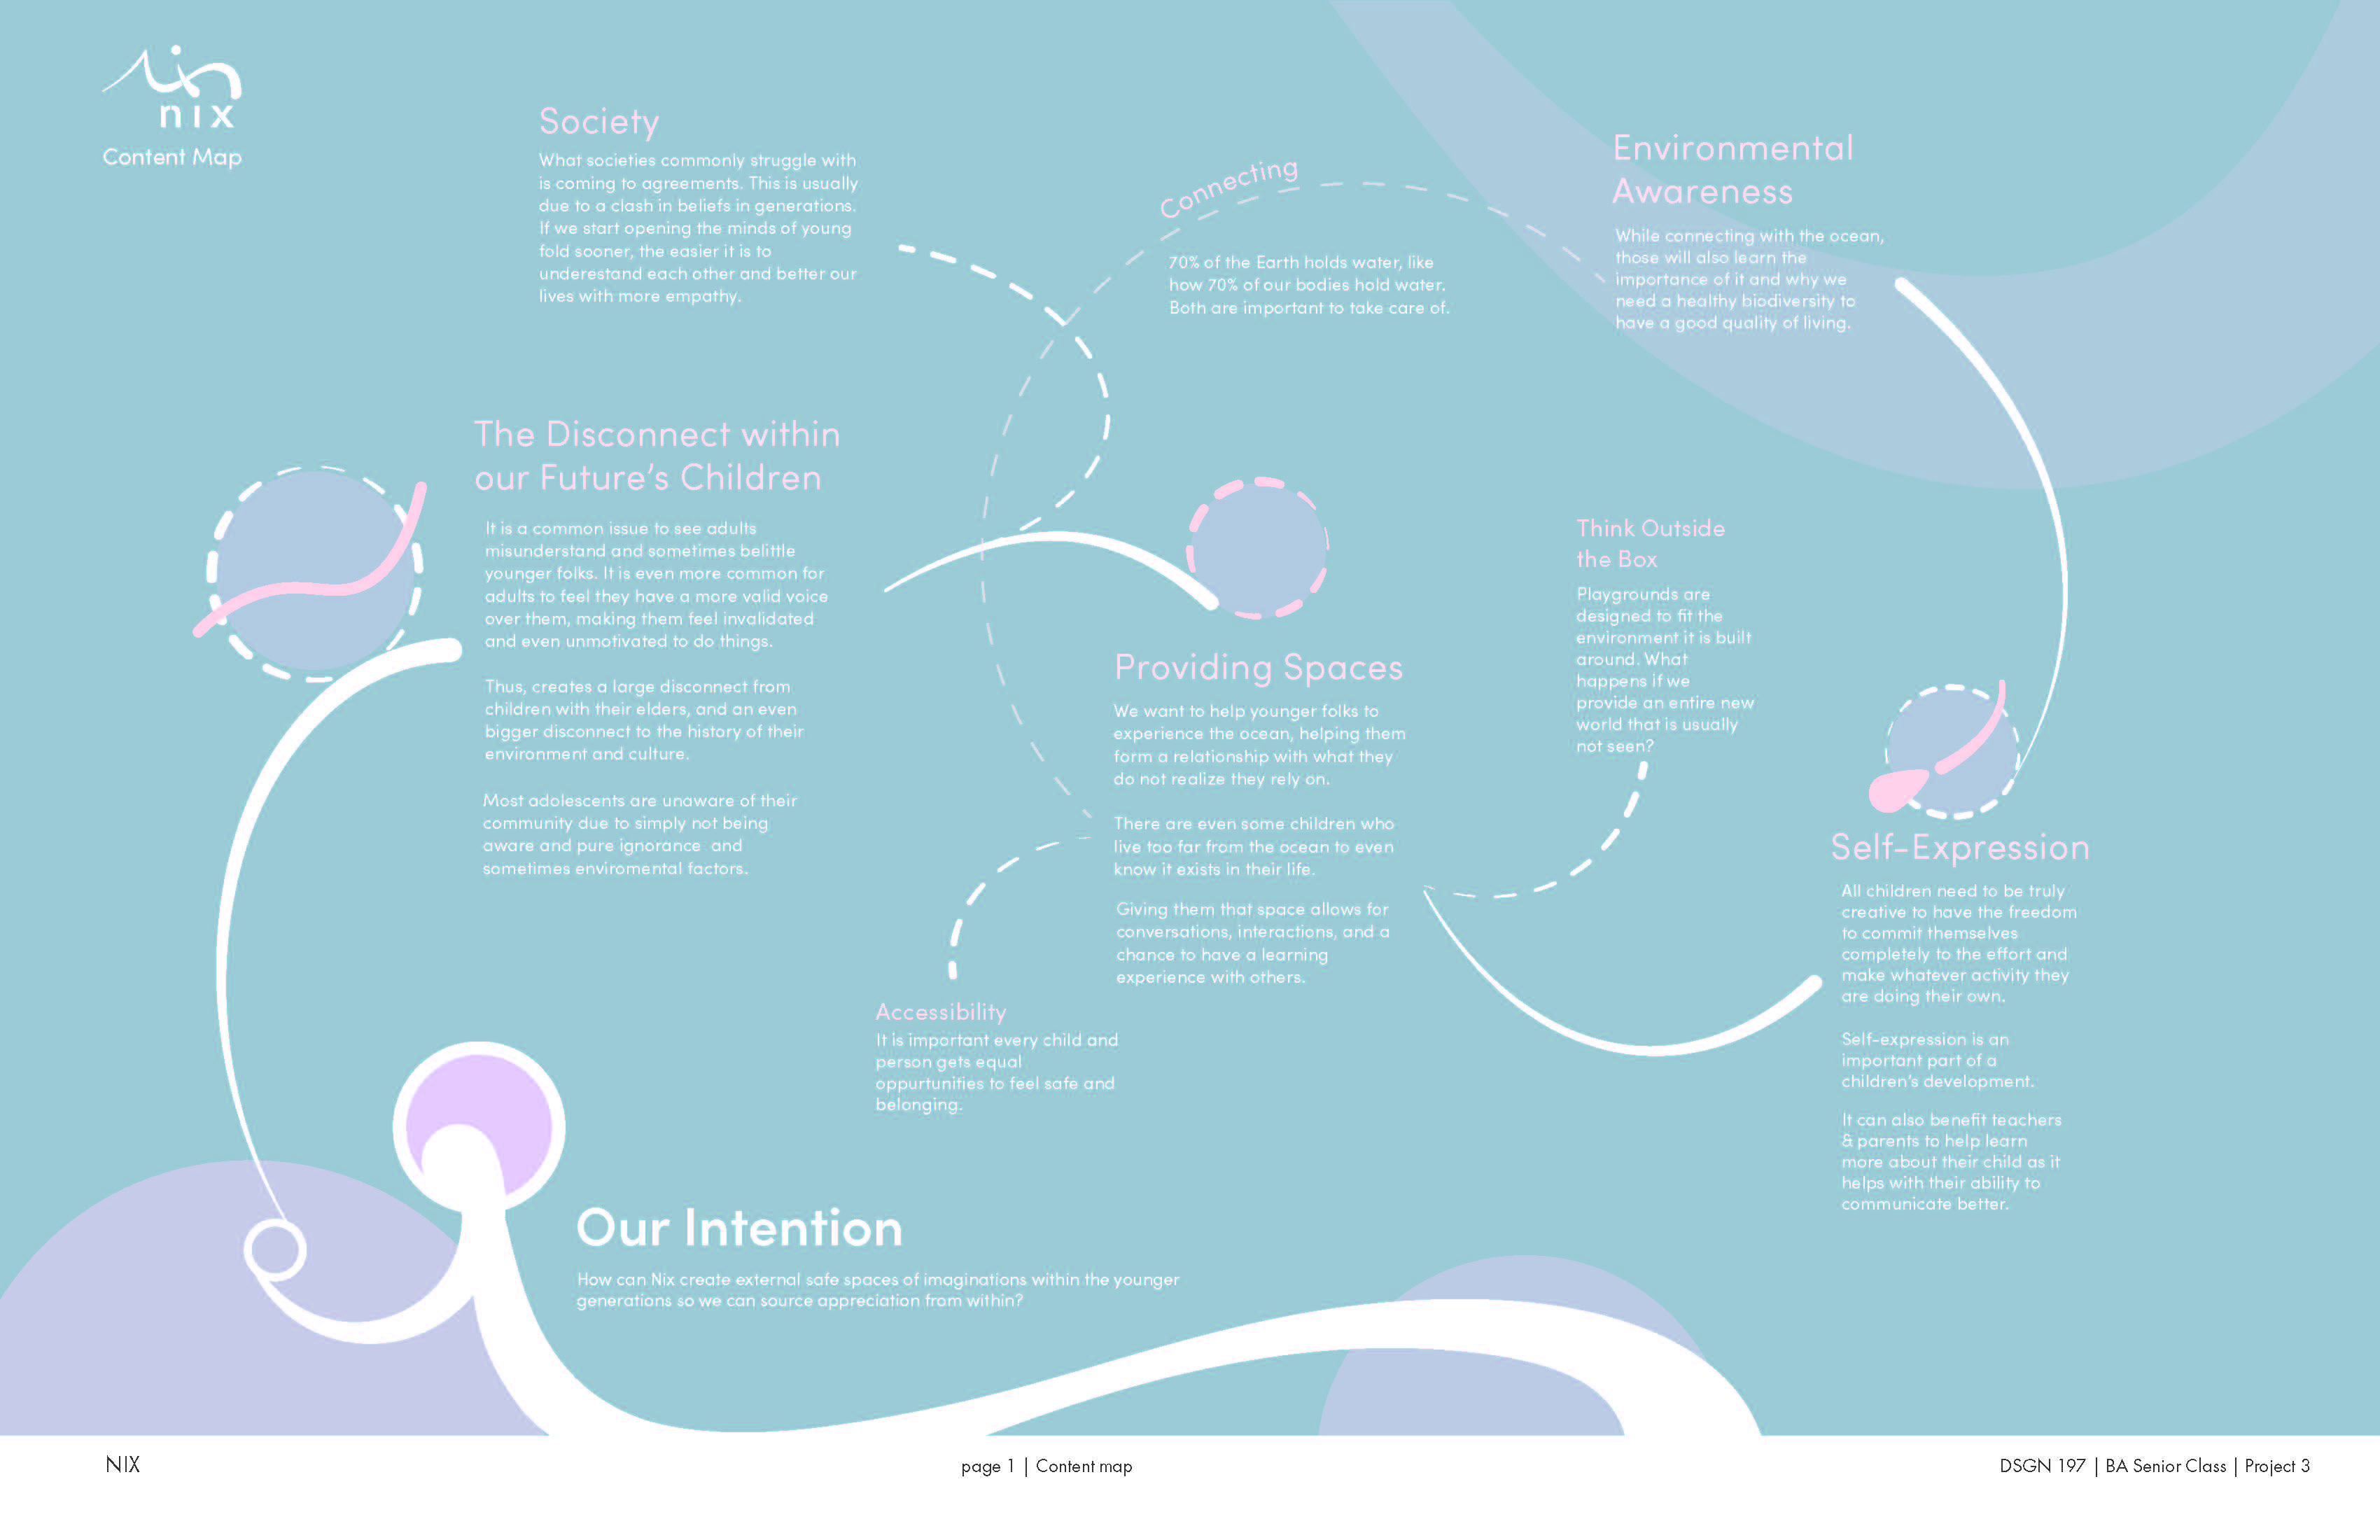 nix
Content Map
Society
What societies commonly struggle with
is coming to agreements. This is usually
due to a clash in beliefs in generations.
If we start opening the minds of young
fold sooner, the easier it is to
underestand each other and better our
lives with more empathy.
Connecting
70% of the Earth holds water, like
how 70% of our bodies hold water.
Both are important to take care of.
Environmental
Awareness
While connecting with the ocean,
those will also learn the
importance of it and why we
need a healthy biodiversity to
have a good quality of living.
The Disconnect within
our Future's Children
It is a common issue to see adults
misunderstand and sometimes belittle
younger folks. It is even more common for
adults to feel they have a more valid voice
over them, making them feel invalidated
and even unmotivated to do things.
Thus, creates a large disconnect from
children with their elders, and an even
bigger disconnect to the history of their
environment and culture.
Most adolescents are unaware of their
community due to simply not being
aware and pure ignorance and
sometimes enviromental factors.
Providing Spaces
We want to help younger folks to
experience the ocean, helping them
form a relationship with what they
do not realize they rely on.
There are even some children who
live too far from the ocean to even
know it exists in their life.
Giving them that space allows for
conversations, interactions, and a
chance to have a learning
experience with others.
Think Outside
the Box
Playgrounds are
designed to fit the
environment it is built
around. What
happens if we
provide an entire new
world that is usually
not seen?
Accessibility
It is important every child and
person gets equal
oppurtunities to feel safe and
belonging.
Self-Expression
All children need to be truly
creative to have the freedom
to commit themselves
completely to the effort and
make whatever activity they
are doing their own.
Self-expression is an
important part of a
children's development.
It can also benefit teachers
& parents to help learn
more about their child as it
helps with their ability to
communicate better.
Our Intention
How can Nix create external safe spaces of imaginations within the younger
generations so we can source appreciation from within?
NIX
page 1 | Content map
DSGN 197 | BA Senior Class | Project 3